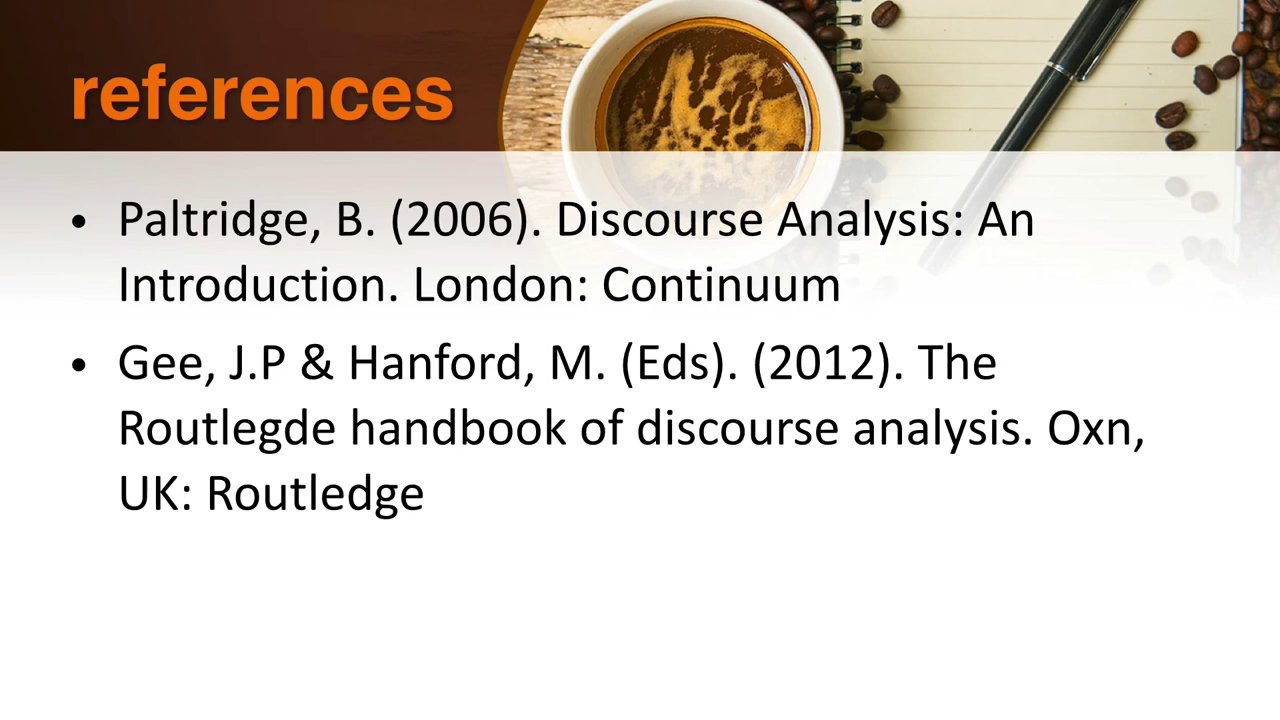 references
• Paltridge, B. (2006). Discourse Analysis: An
Introduction. London: Continuum
• Gee, J.P & Hanford, M. (Eds). (2012). The
Routlegde handbook of discourse analysis. Oxn,
UK: Routledge